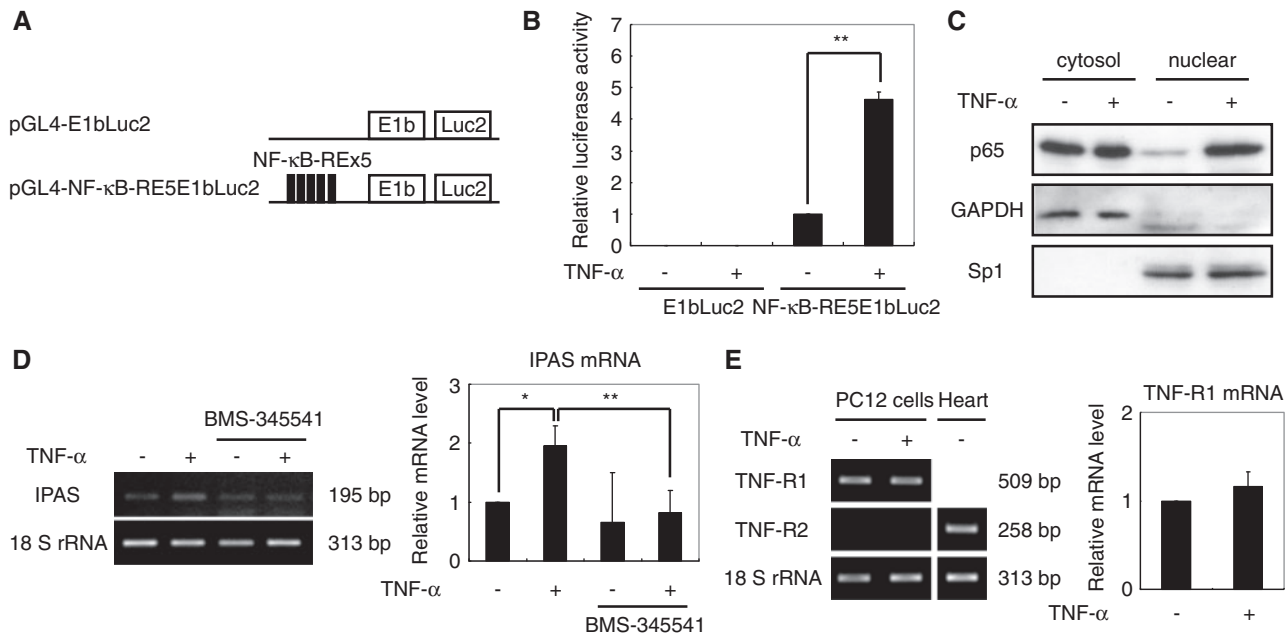 A
pGL4-E1bLuc2
E1b
Luc2
NF-κB-REx5
pGL4-NF-κB-RE5E1bLuc2
E1b
Luc2
B
Relative luciferase activity
7
6
5
4
3
2
1
0
**
TNF-α - + - +
E1bLuc2 NF-κB-RE5E1bLuc2
C
cytosol nuclear
TNF-α - + - +
p65
GAPDH
Sp1
D
BMS-345541
TNF-α - + - +
IPAS 195 bp
18 S rRNA 313 bp
IPAS mRNA
Relative mRNA level
3
2
1
0
* **
TNF-α - + - +
BMS-345541
E
PC12 cells Heart
TNF-α - + -
TNF-R1 509 bp
TNF-R2 258 bp
18 S rRNA 313 bp
TNF-R1 mRNA
Relative mRNA level
2
1
0
TNF-α - +